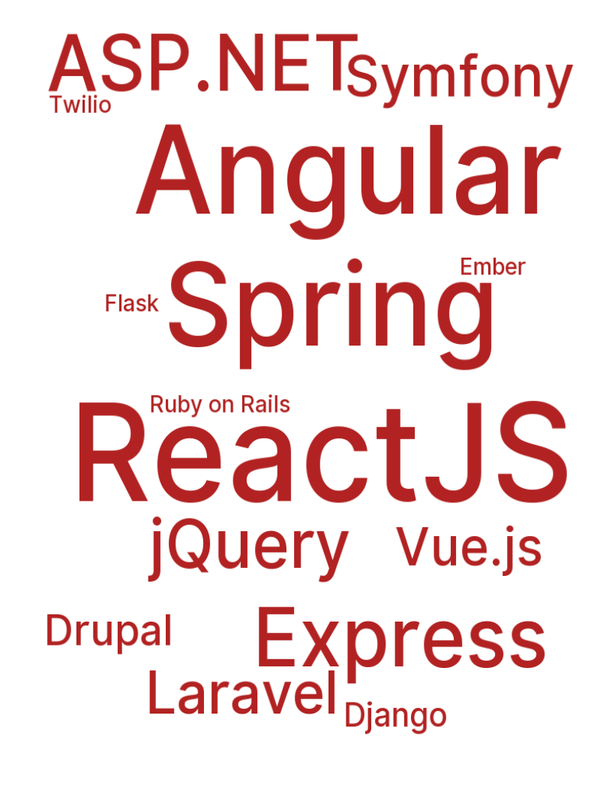 ASP.NET
Symfony
Twilio
Angular
Ember
Spring
Flask
Ruby on Rails
ReactJS
jQuery
Vue.js
Drupal
Express
Laravel
Django